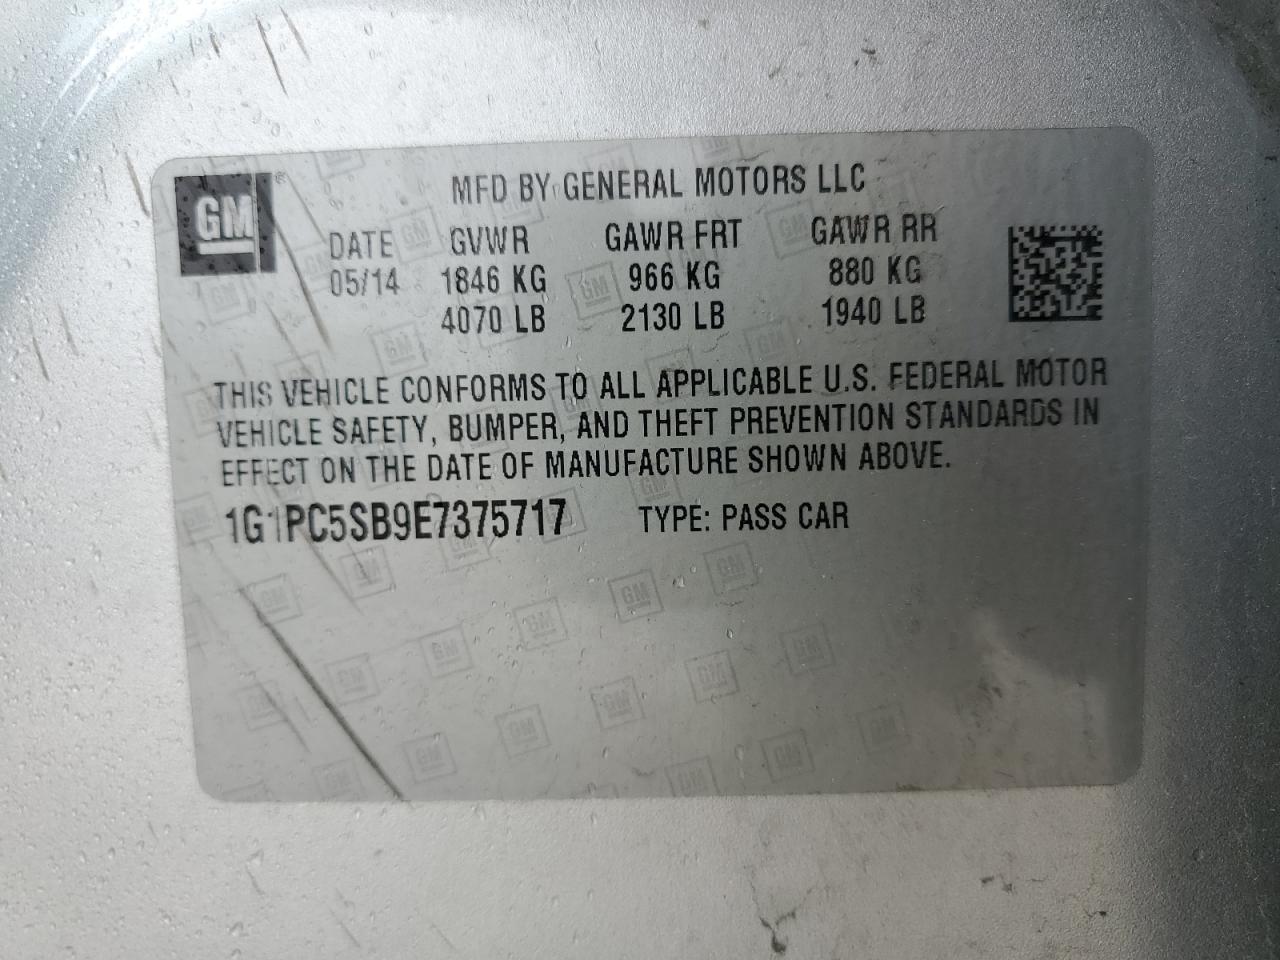 GM ®
MFD BY GENERAL MOTORS LLC
DATE GVWR GAWR FRT GAWR RR
05/14 1846 KG 966 KG 880 KG
4070 LB 2130 LB 1940 LB
THIS VEHICLE CONFORMS TO ALL APPLICABLE U.S. FEDERAL MOTOR
VEHICLE SAFETY, BUMPER, AND THEFT PREVENTION STANDARDS IN
EFFECT ON THE DATE OF MANUFACTURE SHOWN ABOVE.
1G1PC5SB9E7375717 TYPE: PASS CAR